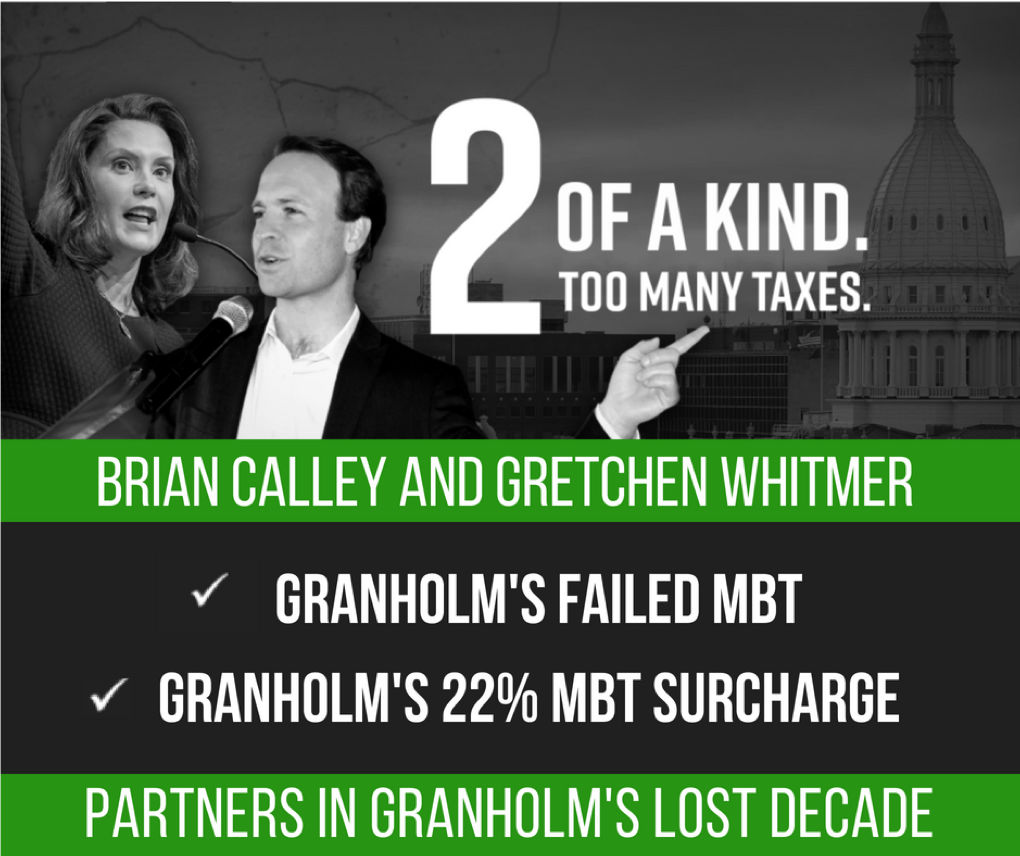 2 OF A KIND.
TOO MANY TAXES.
BRIAN CALLEY AND GRETCHEN WHITMER
✓ GRANHOLM'S FAILED MBT
✓ GRANHOLM'S 22% MBT SURCHARGE
PARTNERS IN GRANHOLM'S LOST DECADE